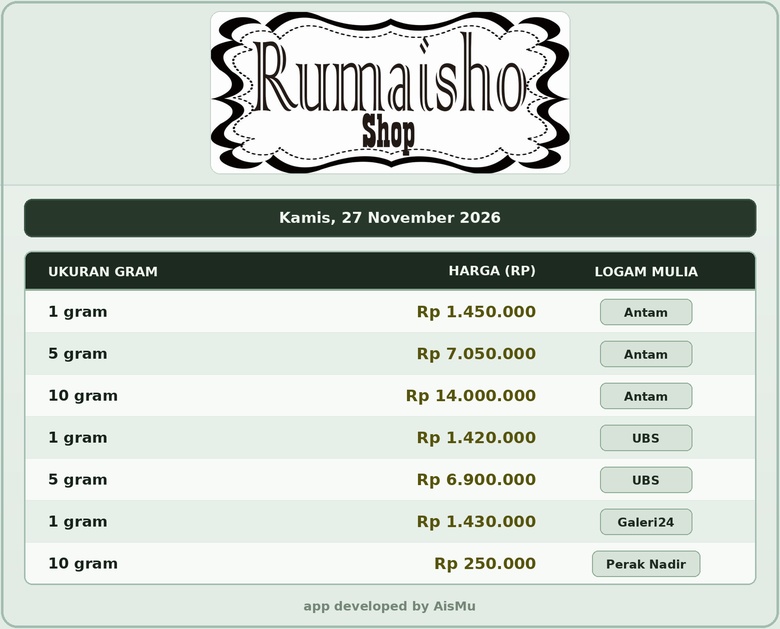 Rumaisho
Shop
Kamis, 27 November 2026
UKURAN GRAM HARGA (RP) LOGAM MULIA
1 gram Rp 1.450.000 Antam
5 gram Rp 7.050.000 Antam
10 gram Rp 14.000.000 Antam
1 gram Rp 1.420.000 UBS
5 gram Rp 6.900.000 UBS
1 gram Rp 1.430.000 Galeri24
10 gram Rp 250.000 Perak Nadir
app developed by AisMu